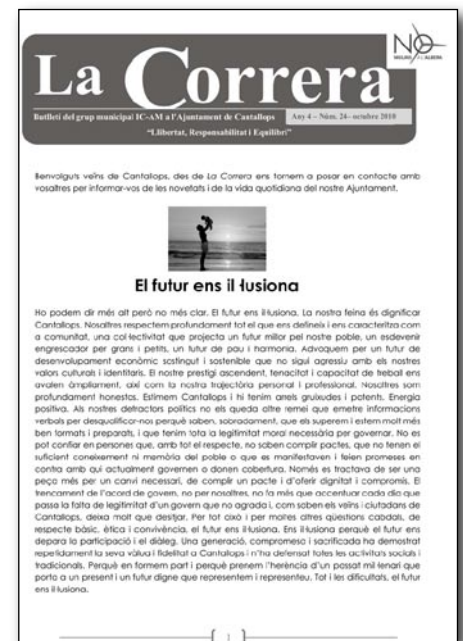 NO
La Correra
Butlletí del grup municipal IC-AM a l'Ajuntament de Cantallops
Any 4 – Núm. 24– octubre 2010
"Llibertat, Responsabilitat i Equilibri"
Benvolguts veïns de Cantallops, des de La Correra ens tornem a posar en contacte amb
vosaltres per informar-vos de les novetats i de la vida quotidiana del nostre Ajuntament.
El futur ens il·lusiona
Ho podem dir més alt però no més clar. El futur ens il·lusiona. La nostra feina és dignificar
Cantallops. Nosaltres respectem profundament tot el que ens defineix i ens caracteritza com
a comunitat, una col·lectivitat que projecta un futur millor pel nostre poble, un esdevenir
engrescador per grans i petits, un futur de pau i harmonia. Advoquem per un futur de
desenvolupament econòmic sostingut i sostenible que no sigui agressiu amb els nostres
valors culturals i identitaris. El nostre prestigi ascendent, tenacitat i capacitat de treball ens
avalen àmpliament, així com la nostra trajectòria personal i professional. Nosaltres som
profundament honestos. Estimem Cantallops i hi tenim arrels gruixudes i potents. Energia
positiva. Als nostres detractors polítics no els queda altre remei que emetre informacions
verbals per desqualificar-nos perquè saben, sobradament, que els superem i estem molt més
ben formats i preparats, i que tenim tota la legitimitat moral necessària per governar. No es
pot confiar en persones que, amb tot el respecte, no saben complir pactes, que no tenen el
suficient coneixement ni memòria del poble o que es manifestaven i feien promeses en
contra amb qui actualment governen o donen cobertura. Només es tractava de ser una
peça més per un canvi necessari, de complir un pacte i d'oferir dignitat i compromís. El
trencament de l'acord de govern, no per nosaltres, no fa més que accentuar cada dia que
passa la falta de legitimitat d'un govern que no agrada i, com saben els veïns i ciutadans de
Cantallops, deixa molt que desitjar. Per tot això i per moltes altres qüestions cabdals, de
respecte bàsic, ètica i convivència, el futur ens il·lusiona. Ens il·lusiona perquè el futur ens
depara la participació i el diàleg. Una generació, compromesa i sacrificada ha demostrat
repetidament la seva vàlua i fidelitat a Cantallops i n'ha defensat totes les activitats socials i
tradicionals. Perquè en formem part i perquè prenem l'herència d'un passat mil·lenari que
porta a un present i un futur digne que representem i representeu. Tot i les dificultats, el futur
ens il·lusiona.
1